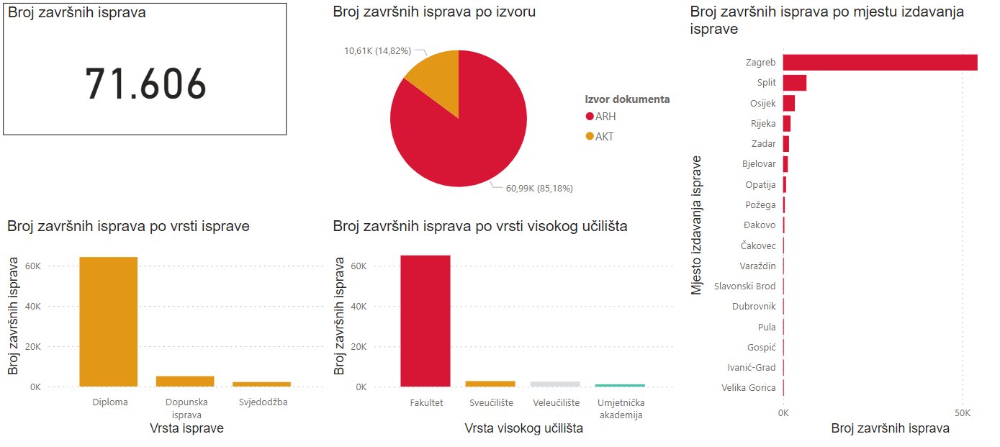 Broj završnih isprava
71.606
Broj završnih isprava po izvoru
10,61K (14,82%)
60,99K (85,18%)
Izvor dokumenta
ARH
AKT
Broj završnih isprava po mjestu izdavanja
isprave
Mjesto izdavanja isprave
Zagreb
Split
Osijek
Rijeka
Zadar
Bjelovar
Opatija
Požega
Đakovo
Čakovec
Varaždin
Slavonski Brod
Dubrovnik
Pula
Gospić
Ivanić-Grad
Velika Gorica
0K
50K
Broj završnih isprava
Broj završnih isprava po vrsti isprave
Broj završnih isprava
60K
40K
20K
0K
Diploma
Dopunska
isprava
Svjedodžba
Vrsta isprave
Broj završnih isprava po vrsti visokog učilišta
Broj završnih isprava
60K
40K
20K
0K
Fakultet
Sveučilište
Veleučilište
Umjetnička
akademija
Vrsta visokog učilišta